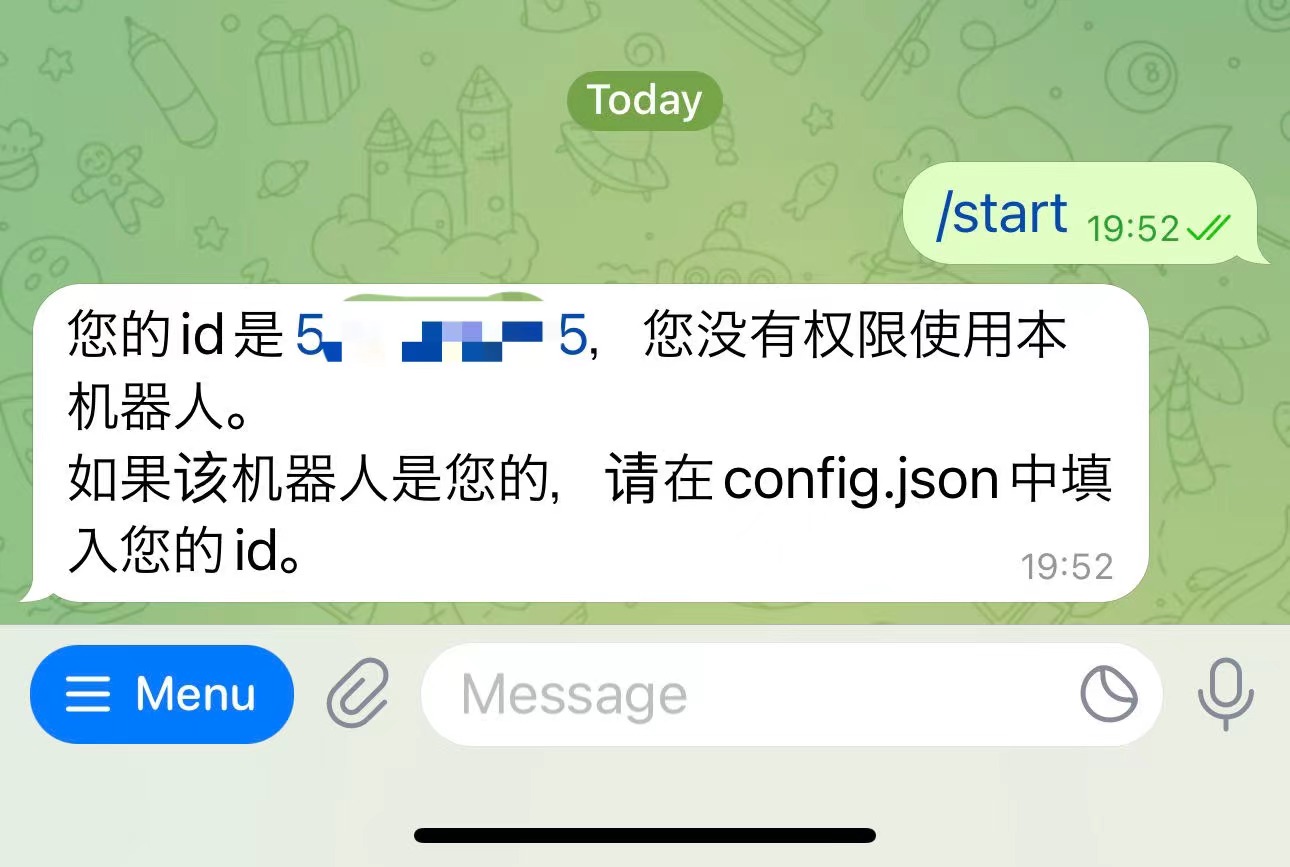 Today
/start 19:52
您的id是5 5，您没有权限使用本
机器人。
如果该机器人是您的，请在config.json中填
入您的id。
19:52
Menu
Message